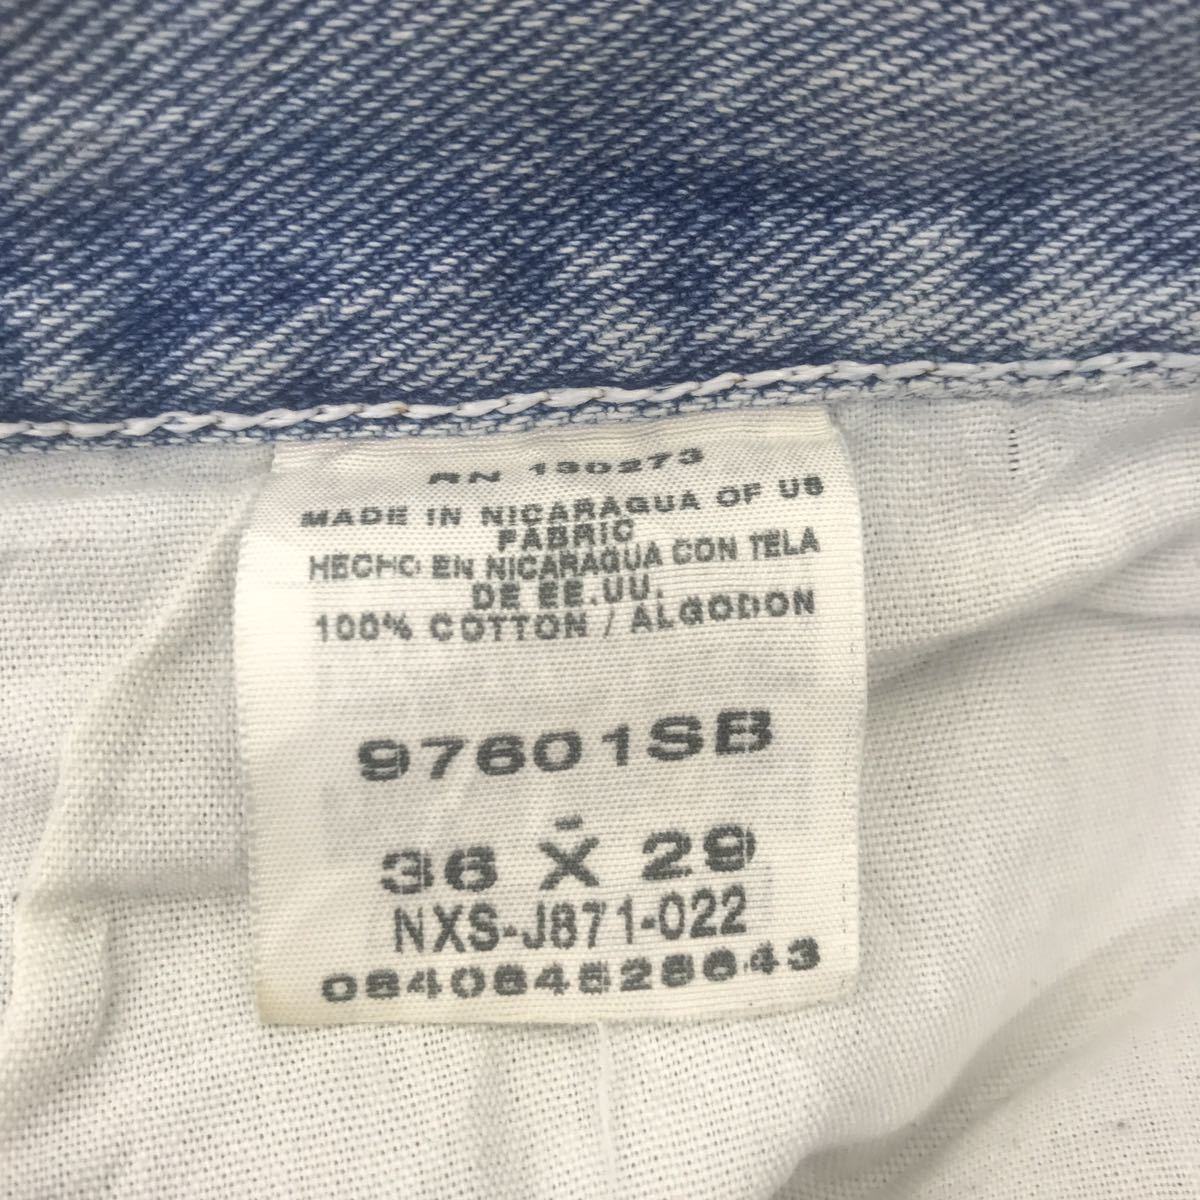 RN 130273
MADE IN NICARAGUA OF US
FABRIC
HECHO EN NICARAGUA CON TELA
DE EE.UU.
100% COTTON / ALGODON
97601SB
36 X 29
NXS-J871-022
084084528643